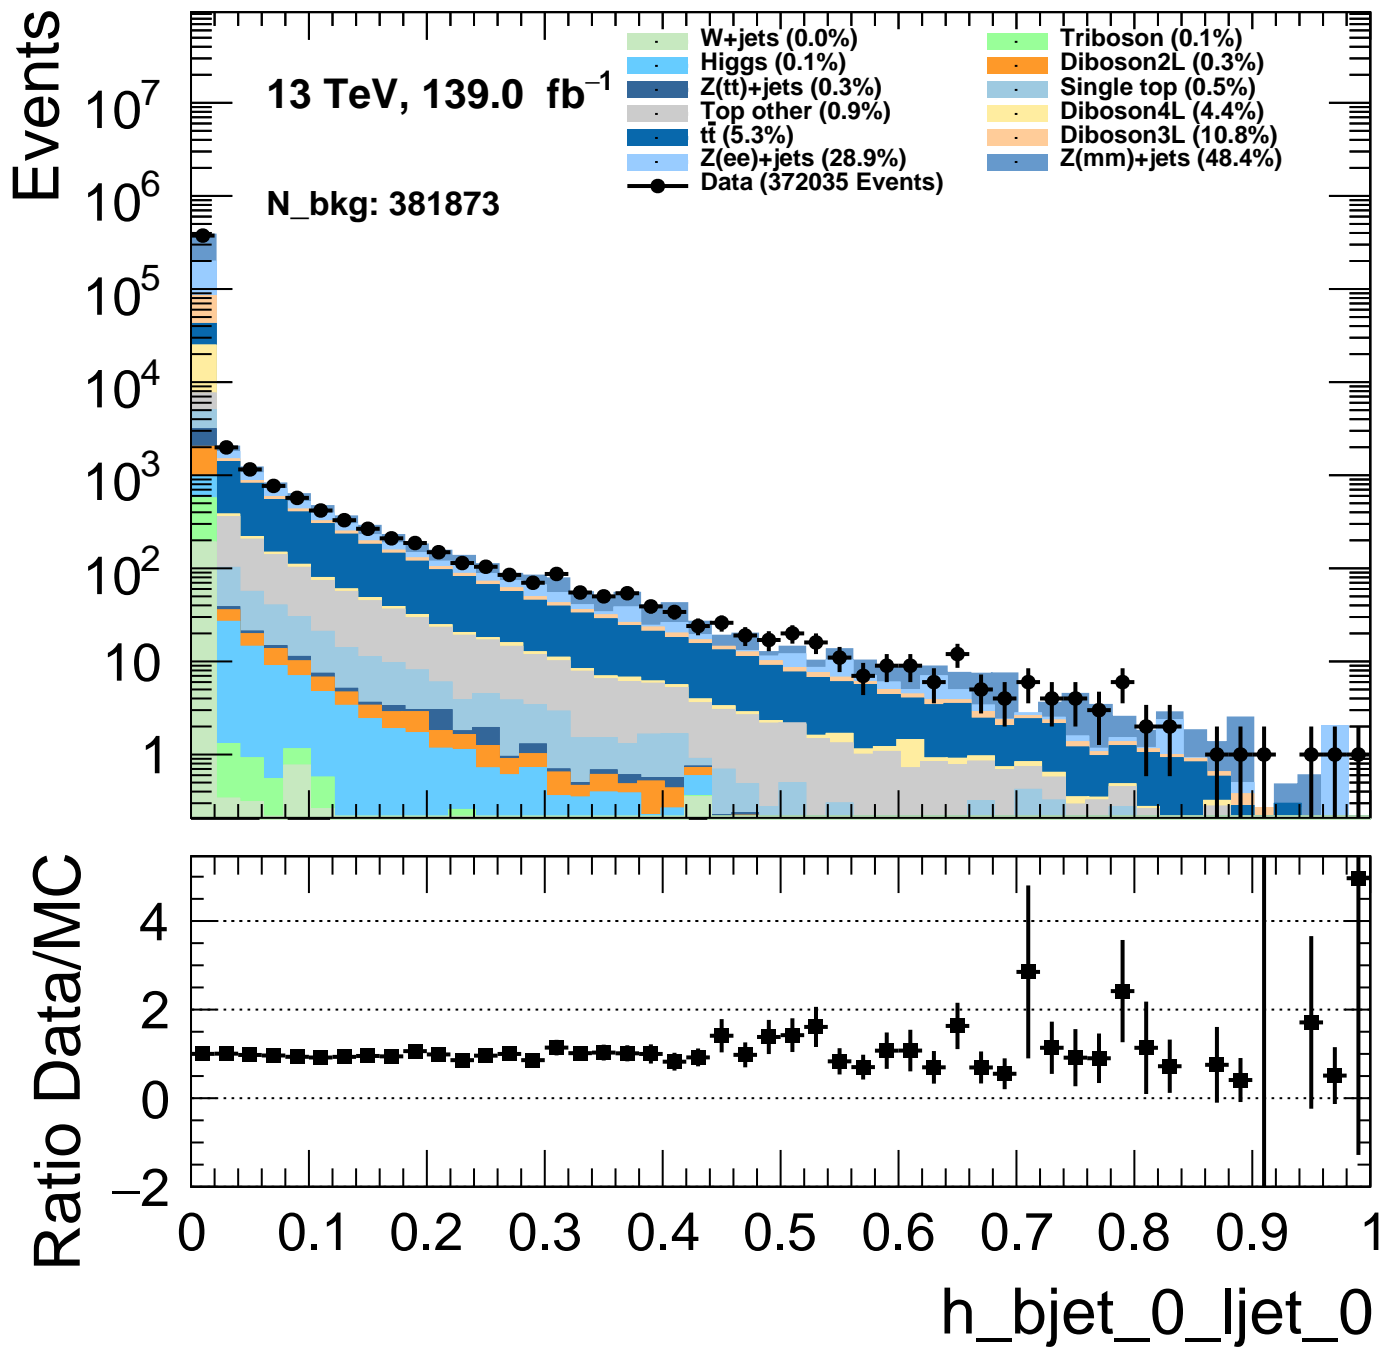 Events
10⁷
10⁶
10⁵
10⁴
10³
10²
10
1
13 TeV, 139.0 fb⁻¹
N_bkg: 381873
W+jets (0.0%)
Higgs (0.1%)
Z(tt)+jets (0.3%)
Top other (0.9%)
tt̄ (5.3%)
Z(ee)+jets (28.9%)
Data (372035 Events)
Triboson (0.1%)
Diboson2L (0.3%)
Single top (0.5%)
Diboson4L (4.4%)
Diboson3L (10.8%)
Z(mm)+jets (48.4%)
Ratio Data/MC
4
2
0
−2
0 0.1 0.2 0.3 0.4 0.5 0.6 0.7 0.8 0.9 1
h_bjet_0_ljet_0